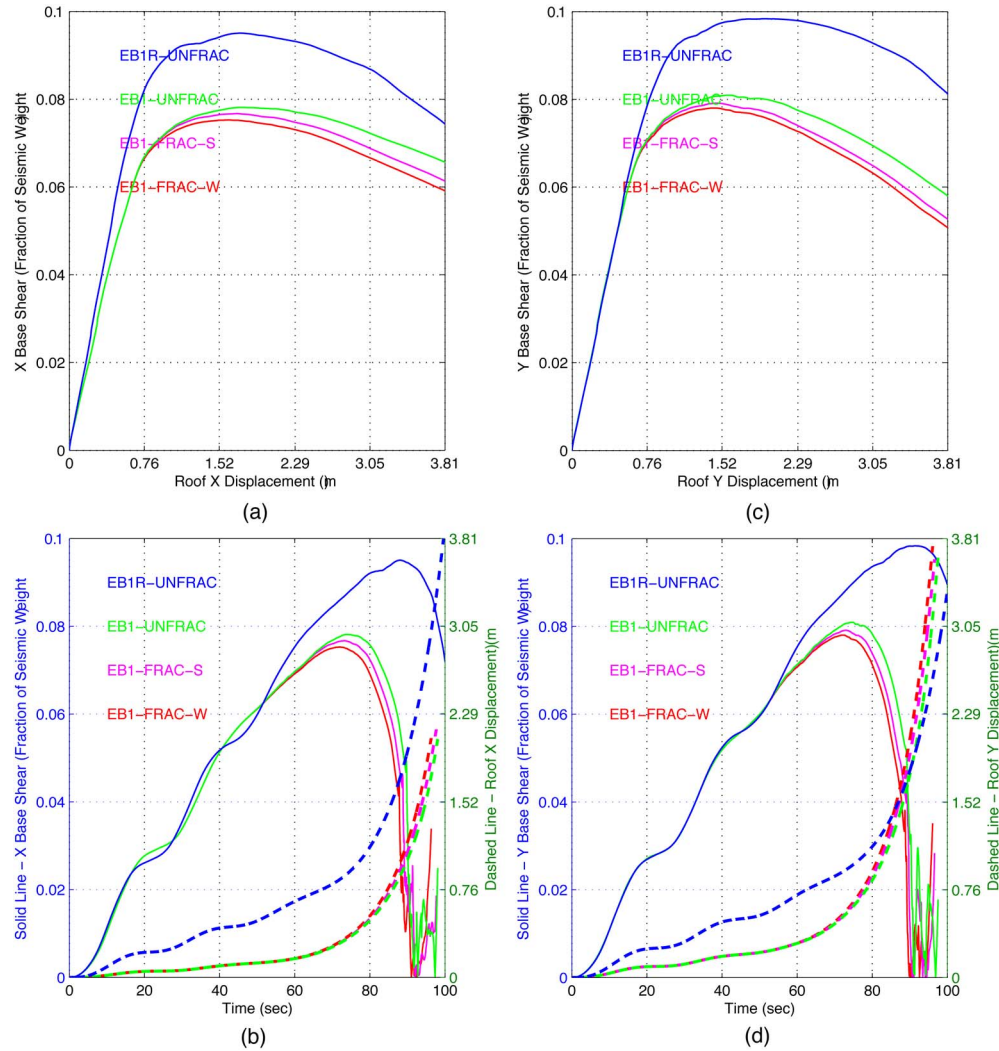 0.1
0.08
0.06
0.04
0.02
0
X Base Shear (Fraction of Seismic Weight
EB1R-UNFRAC
EB1-UNFRAC
EB1-FRAC-S
EB1-FRAC-W
0 0.76 1.52 2.29 3.05 3.81
Roof X Displacement (m
(a)
0.1
0.08
0.06
0.04
0.02
0
Y Base Shear (Fraction of Seismic Weight
EB1R-UNFRAC
EB1-UNFRAC
EB1-FRAC-S
EB1-FRAC-W
0 0.76 1.52 2.29 3.05 3.81
Roof Y Displacement (m
(c)
0.1
0.08
0.06
0.04
0.02
0
Solid Line - X Base Shear (Fraction of Seismic Weight
EB1R-UNFRAC
EB1-UNFRAC
EB1-FRAC-S
EB1-FRAC-W
3.81
3.05
2.29
1.52
0.76
0
Dashed Line - Roof X Displacement)(m
0 20 40 60 80 100
Time (sec)
(b)
0.1
0.08
0.06
0.04
0.02
0
Solid Line - Y Base Shear (Fraction of Seismic Weight
EB1R-UNFRAC
EB1-UNFRAC
EB1-FRAC-S
EB1-FRAC-W
3.81
3.05
2.29
1.52
0.76
0
Dashed Line - Roof Y Displacement)(m
0 20 40 60 80 100
Time (sec)
(d)